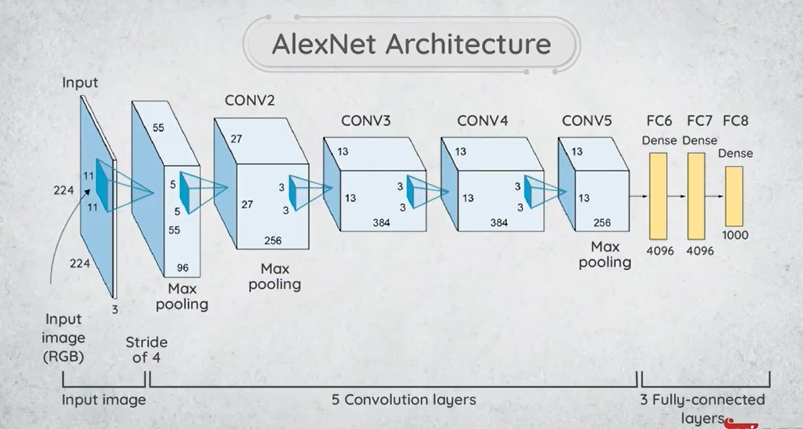 AlexNet Architecture
Input
224
224
3
11
11
Input
image
(RGB)
Stride
of 4
55
55
96
5
5
Max
pooling
CONV2
27
27
256
3
3
Max
pooling
CONV3
13
13
384
3
3
CONV4
13
13
384
3
3
CONV5
13
13
256
Max
pooling
FC6
Dense
4096
FC7
Dense
4096
FC8
Dense
1000
Input image
5 Convolution layers
3 Fully-connected
layers